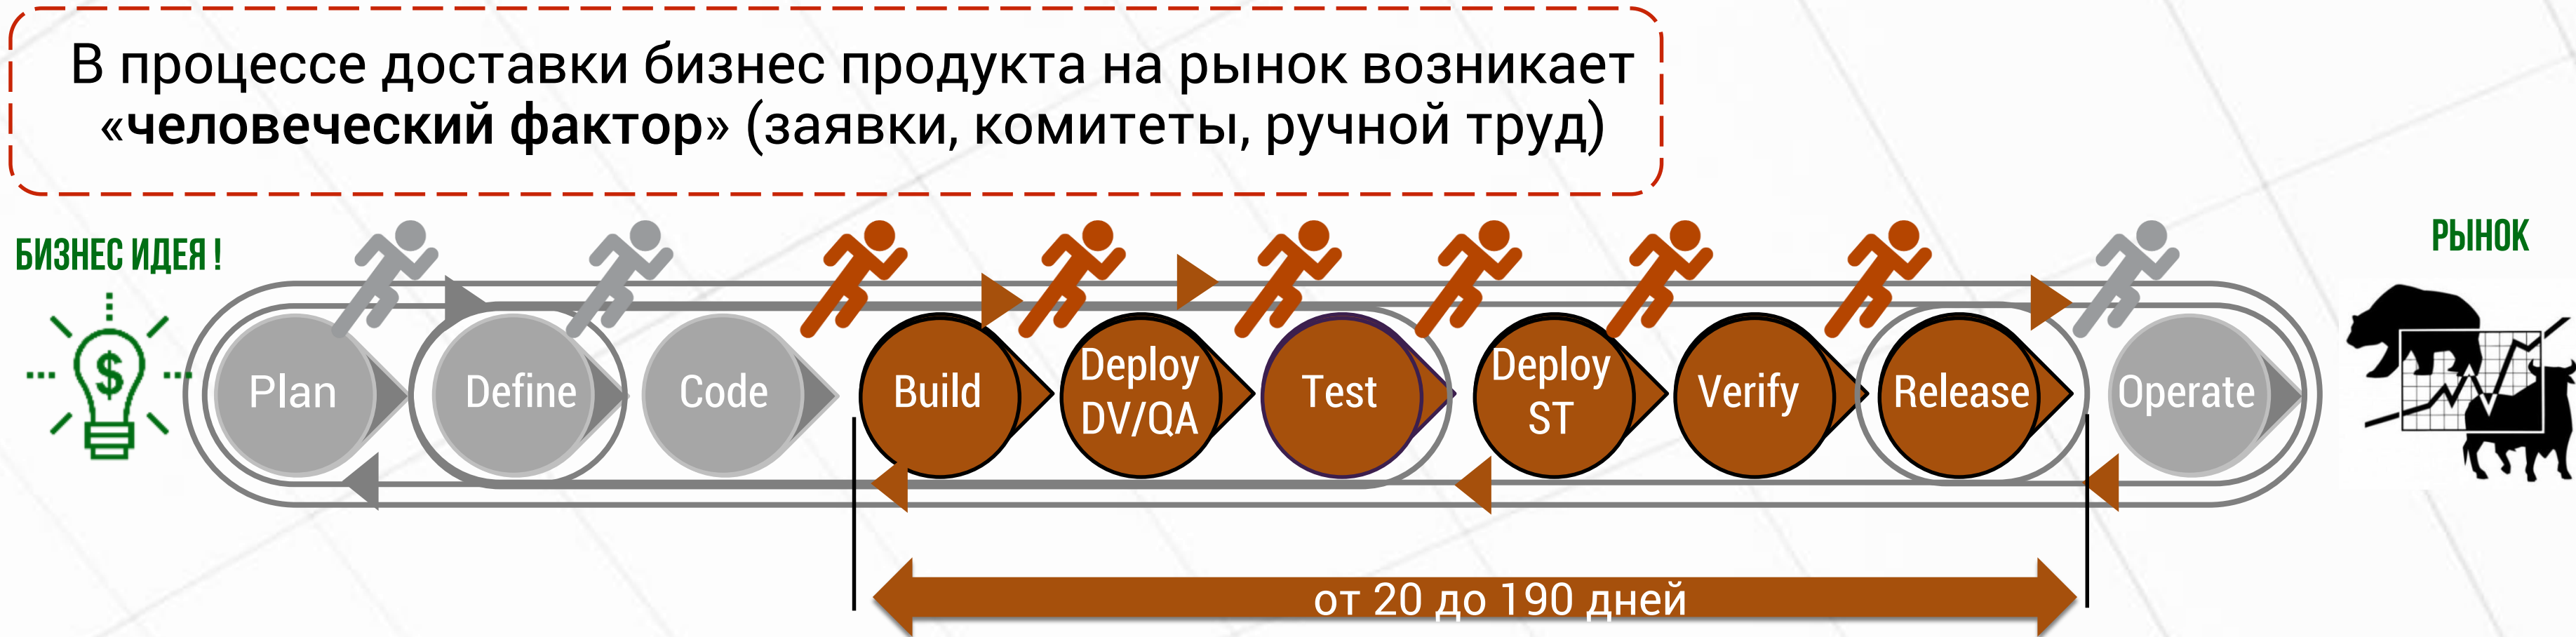 В процессе доставки бизнес продукта на рынок возникает
«человеческий фактор» (заявки, комитеты, ручной труд)
БИЗНЕС ИДЕЯ !
РЫНОК
$
Plan
Define
Code
Build
Deploy
DV/QA
Test
Deploy
ST
Verify
Release
Operate
от 20 до 190 дней